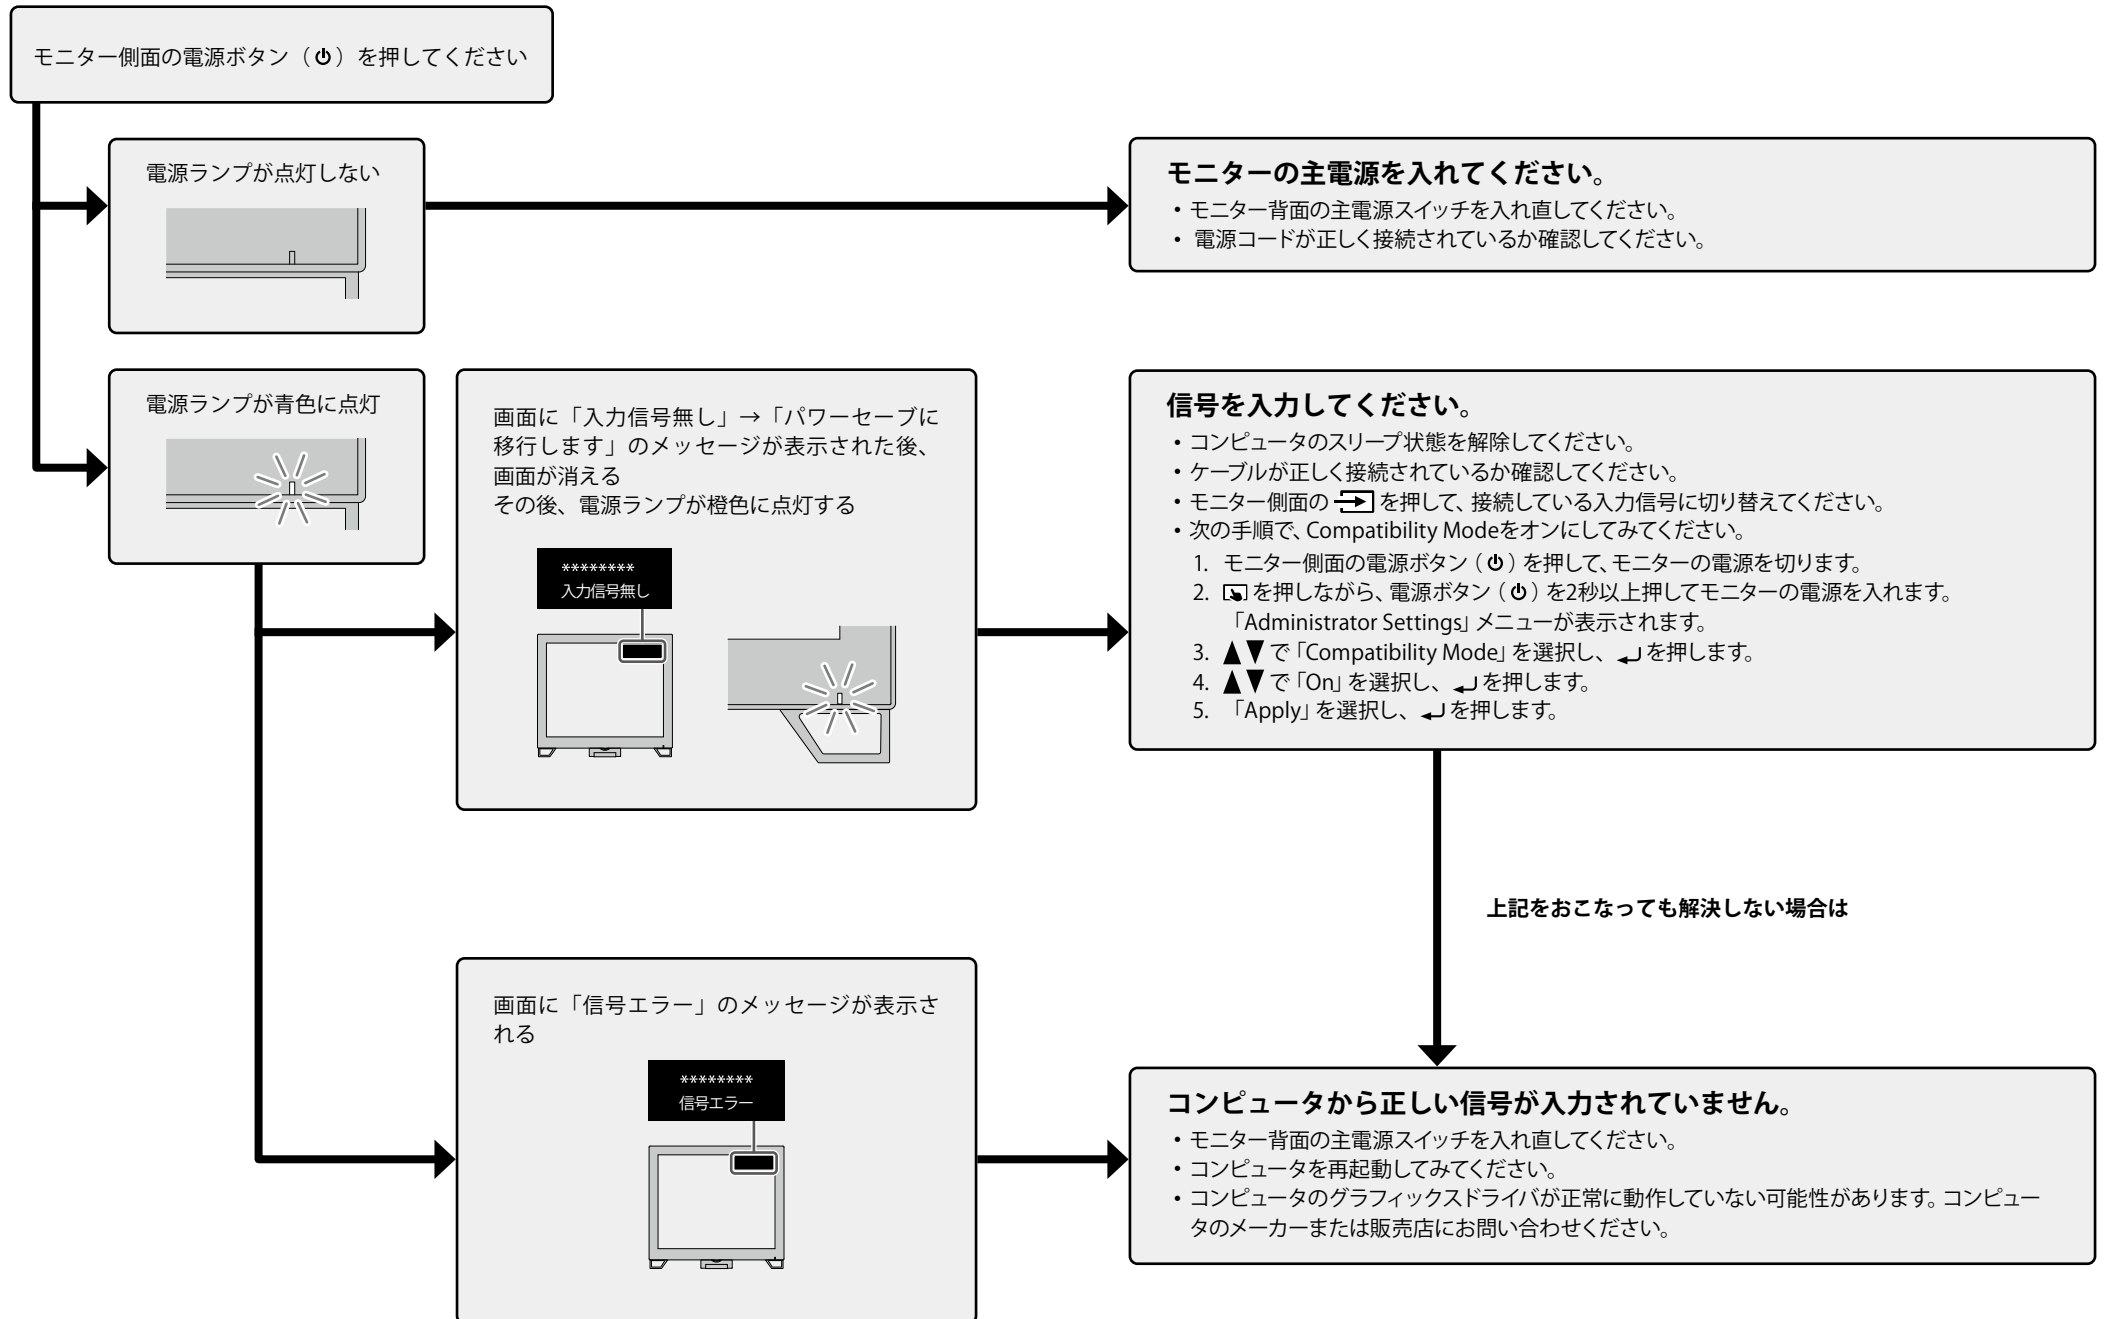 モニター側面の電源ボタン（⏻）を押してください
電源ランプが点灯しない
モニターの主電源を入れてください。
・モニター背面の主電源スイッチを入れ直してください。
・ 電源コードが正しく接続されているか確認してください。
電源ランプが青色に点灯
画面に「入力信号無し」→「パワーセーブに
移行します」のメッセージが表示された後、
画面が消える
その後、電源ランプが橙色に点灯する
********
入力信号無し
信号を入力してください。
・コンピュータのスリープ状態を解除してください。
・ケーブルが正しく接続されているか確認してください。
・モニター側面の を押して、接続している入力信号に切り替えてください。
・次の手順で、Compatibility Modeをオンにしてみてください。
1. モニター側面の電源ボタン（⏻）を押して、モニターの電源を切ります。
2. を押しながら、電源ボタン（⏻）を2秒以上押してモニターの電源を入れます。
「Administrator Settings」メニューが表示されます。
3. ▲▼で「Compatibility Mode」を選択し、↵を押します。
4. ▲▼で「On」を選択し、↵を押します。
5. 「Apply」を選択し、↵を押します。
上記をおこなっても解決しない場合は
画面に「信号エラー」のメッセージが表示さ
れる
********
信号エラー
コンピュータから正しい信号が入力されていません。
・モニター背面の主電源スイッチを入れ直してください。
・コンピュータを再起動してみてください。
・コンピュータのグラフィックスドライバが正常に動作していない可能性があります。コンピュー
タのメーカーまたは販売店にお問い合わせください。